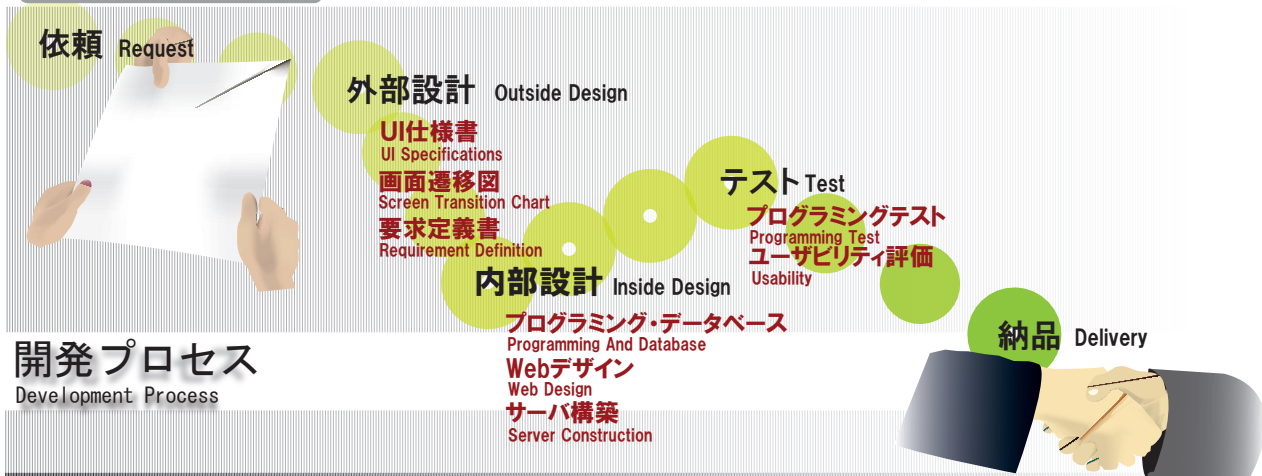 依頼 Request
外部設計 Outside Design
UI仕様書
UI Specifications
画面遷移図
Screen Transition Chart
要求定義書
Requirement Definition
内部設計 Inside Design
プログラミング・データベース
Programming And Database
Webデザイン
Web Design
サーバ構築
Server Construction
テスト Test
プログラミングテスト
Programming Test
ユーザビリティ評価
Usability
納品 Delivery
開発プロセス
Development Process